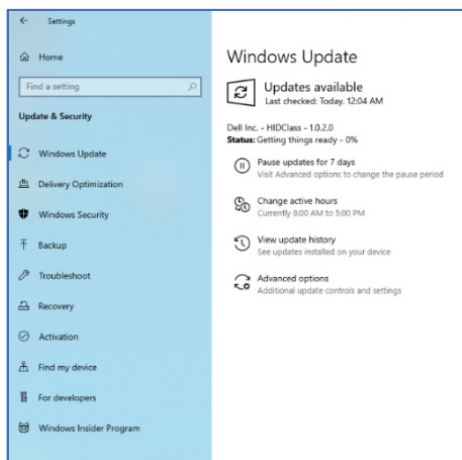 Settings
Home
Find a setting
Update & Security
Windows Update
Delivery Optimization
Windows Security
Backup
Troubleshoot
Recovery
Activation
Find my device
For developers
Windows Insider Program
Windows Update
Updates available
Last checked: Today, 12:04 AM
Dell Inc. - HIDClass - 1.0.2.0
Status: Getting things ready - 0%
Pause updates for 7 days
Visit Advanced options to change the pause period
Change active hours
Currently 8:00 AM to 5:00 PM
View update history
See updates installed on your device
Advanced options
Additional update controls and settings